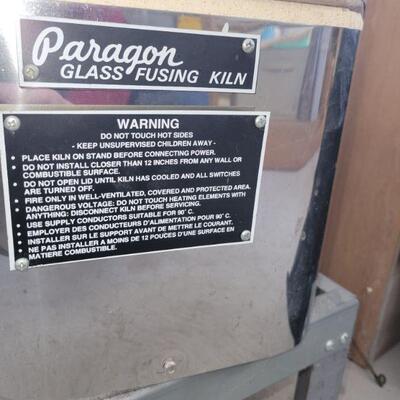 Paragon
GLASS FUSING KILN
WARNING
DO NOT TOUCH HOT SIDES
- KEEP UNSUPERVISED CHILDREN AWAY -
• PLACE KILN ON STAND BEFORE CONNECTING POWER.
• DO NOT INSTALL CLOSER THAN 12 INCHES FROM ANY WALL OR
COMBUSTIBLE SURFACE.
• DO NOT OPEN LID UNTIL KILN HAS COOLED AND ALL SWITCHES
ARE TURNED OFF.
• FIRE ONLY IN WELL-VENTILATED, COVERED AND PROTECTED AREA.
• DANGEROUS VOLTAGE: DO NOT TOUCH HEATING ELEMENTS WITH
ANYTHING: DISCONNECT KILN BEFORE SERVICING.
• USE SUPPLY CONDUCTORS SUITABLE FOR 90° C.
• EMPLOYER DES CONDUCTEURS D'ALIMENTATION POUR 90° C.
• INSTALLER SUR LE SUPPORT AVANT DE METTRE LE COURANT.
• NE PAS INSTALLER A MOINS DE 12 POUCES D'UNE SURFACE EN
MATIERE COMBUSTIBLE.